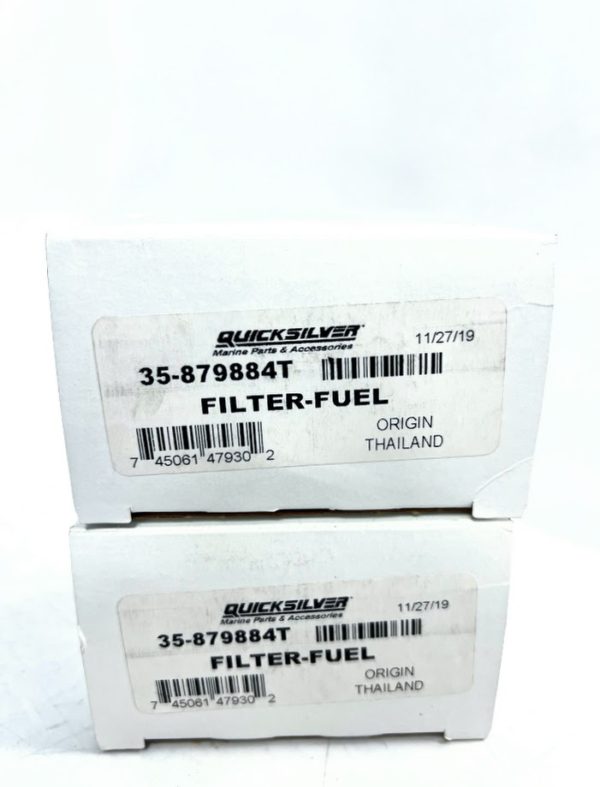 QUICKSILVER
Marine Parts & Accessories
11/27/19
35-879884T
FILTER-FUEL
ORIGIN
THAILAND
7 45061 47930 2
QUICKSILVER
Marine Parts & Accessories
11/27/19
35-879884T
FILTER-FUEL
ORIGIN
THAILAND
7 45061 47930 2